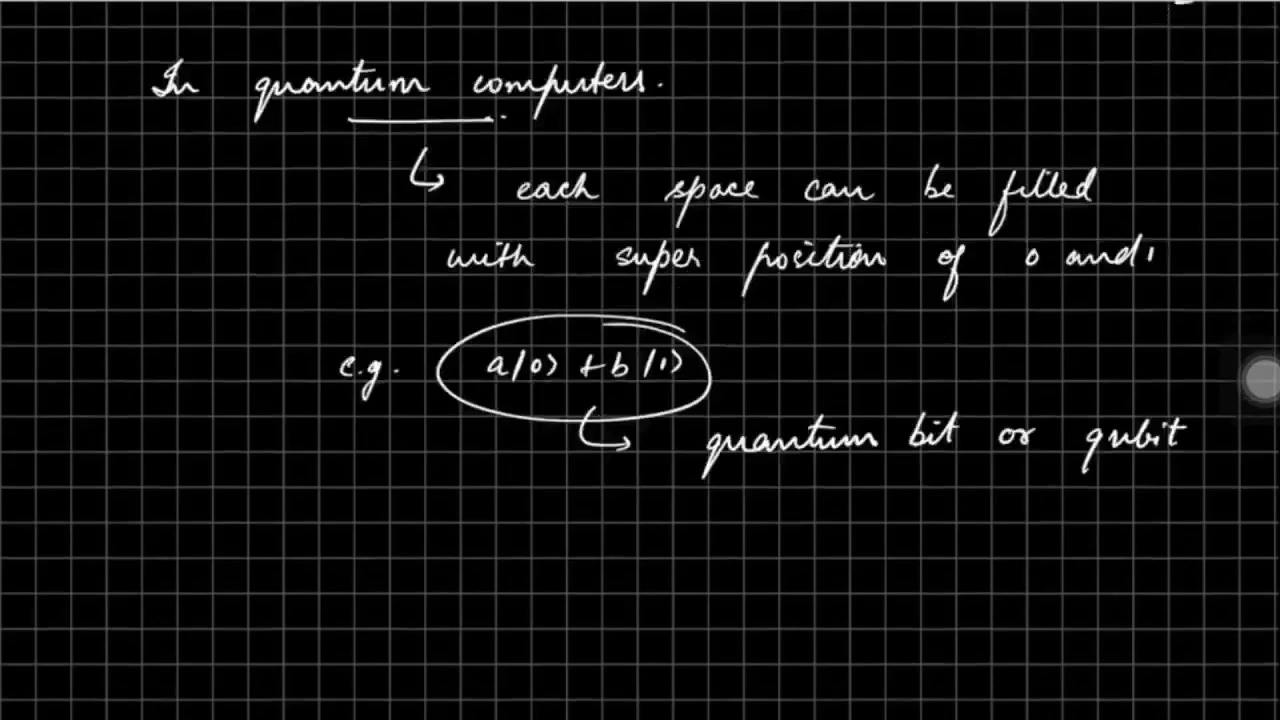 In quantum computers.
↳ each space can be filled
with super position of 0 and 1
e.g. a|0⟩ + b|1⟩
↳ quantum bit or qubit